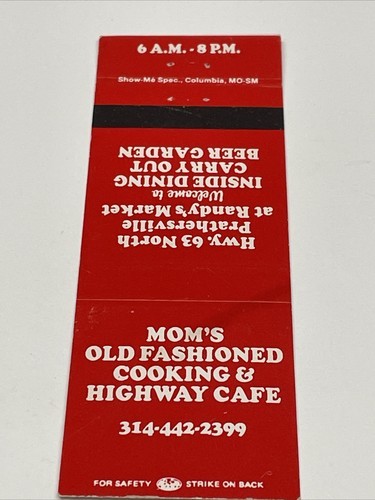 6 A.M. - 8 P.M.
Show-Me Spec., Columbia, MO-SM
Hwy. 63 North
Prathersville
at Randy's Market
Welcome to
INSIDE DINING
CARRY OUT
BEER GARDEN
MOM'S
OLD FASHIONED
COOKING &
HIGHWAY CAFE
314-442-2399
FOR SAFETY STRIKE ON BACK